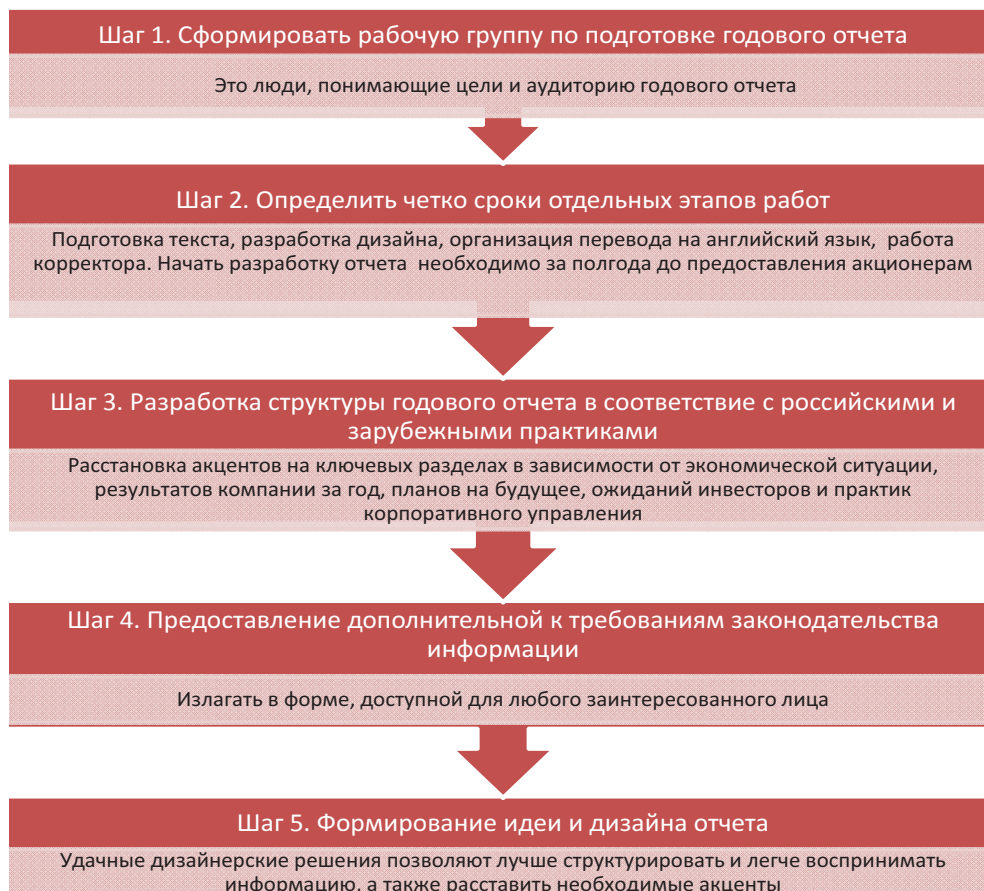 Шаг 1. Сформировать рабочую группу по подготовке годового отчета
Это люди, понимающие цели и аудиторию годового отчета
Шаг 2. Определить четко сроки отдельных этапов работ
Подготовка текста, разработка дизайна, организация перевода на английский язык,  работа
корректора. Начать разработку отчета  необходимо за полгода до предоставления акционерам
Шаг 3. Разработка структуры годового отчета в соответствие с российскими и
зарубежными практиками
Расстановка акцентов на ключевых разделах в зависимости от экономической ситуации,
результатов компании за год, планов на будущее, ожиданий инвесторов и практик
корпоративного управления
Шаг 4. Предоставление дополнительной к требованиям законодательства
информации
Излагать в форме, доступной для любого заинтересованного лица
Шаг 5. Формирование идеи и дизайна отчета
Удачные дизайнерские решения позволяют лучше структурировать и легче воспринимать
информацию, а также расставить необходимые акценты